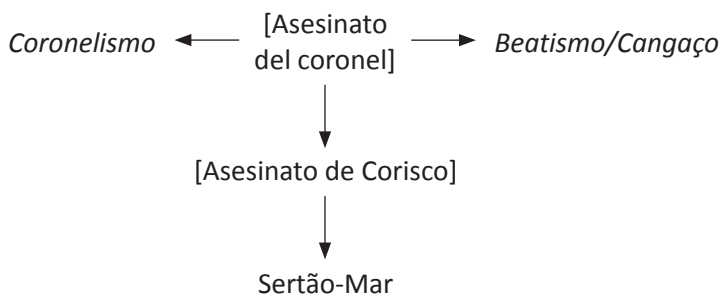 Coronelismo
[Asesinato
del coronel]
Beatismo/Cangaço
[Asesinato de Corisco]
Sertão-Mar